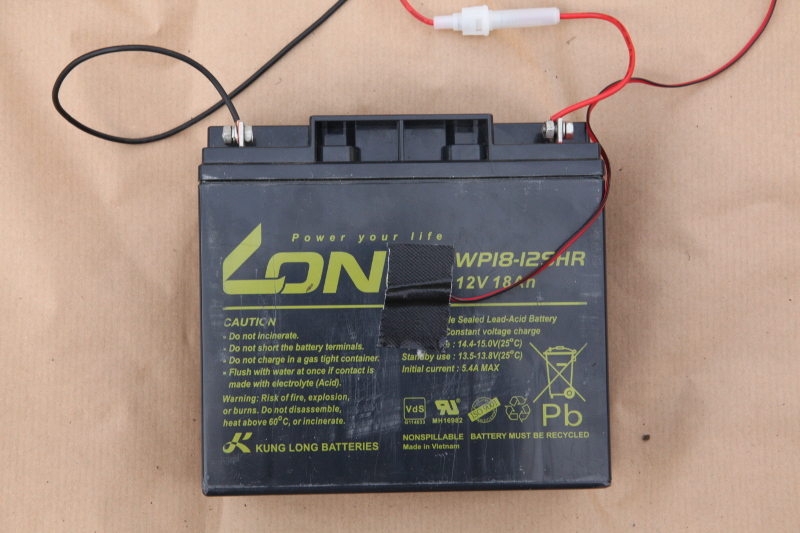 Power your life
LONG
WP18-12SHR
12V 18Ah
CAUTION
- Do not incinerate.
- Do not short the battery terminals.
- Do not charge in a gas tight container.
- Flush with water at once if contact is
made with electrolyte (Acid).
Warning: Risk of fire, explosion,
or burns. Do not disassemble,
heat above 60°C, or incinerate.
KUNG LONG BATTERIES
le Sealed Lead-Acid Battery
Constant voltage charge
: 14.4-15.0V(25°C)
Standby use : 13.5-13.8V(25°C)
Initial current : 5.4A MAX
VdS
MH16982
Pb
NONSPILLABLE BATTERY MUST BE RECYCLED
Made in Vietnam